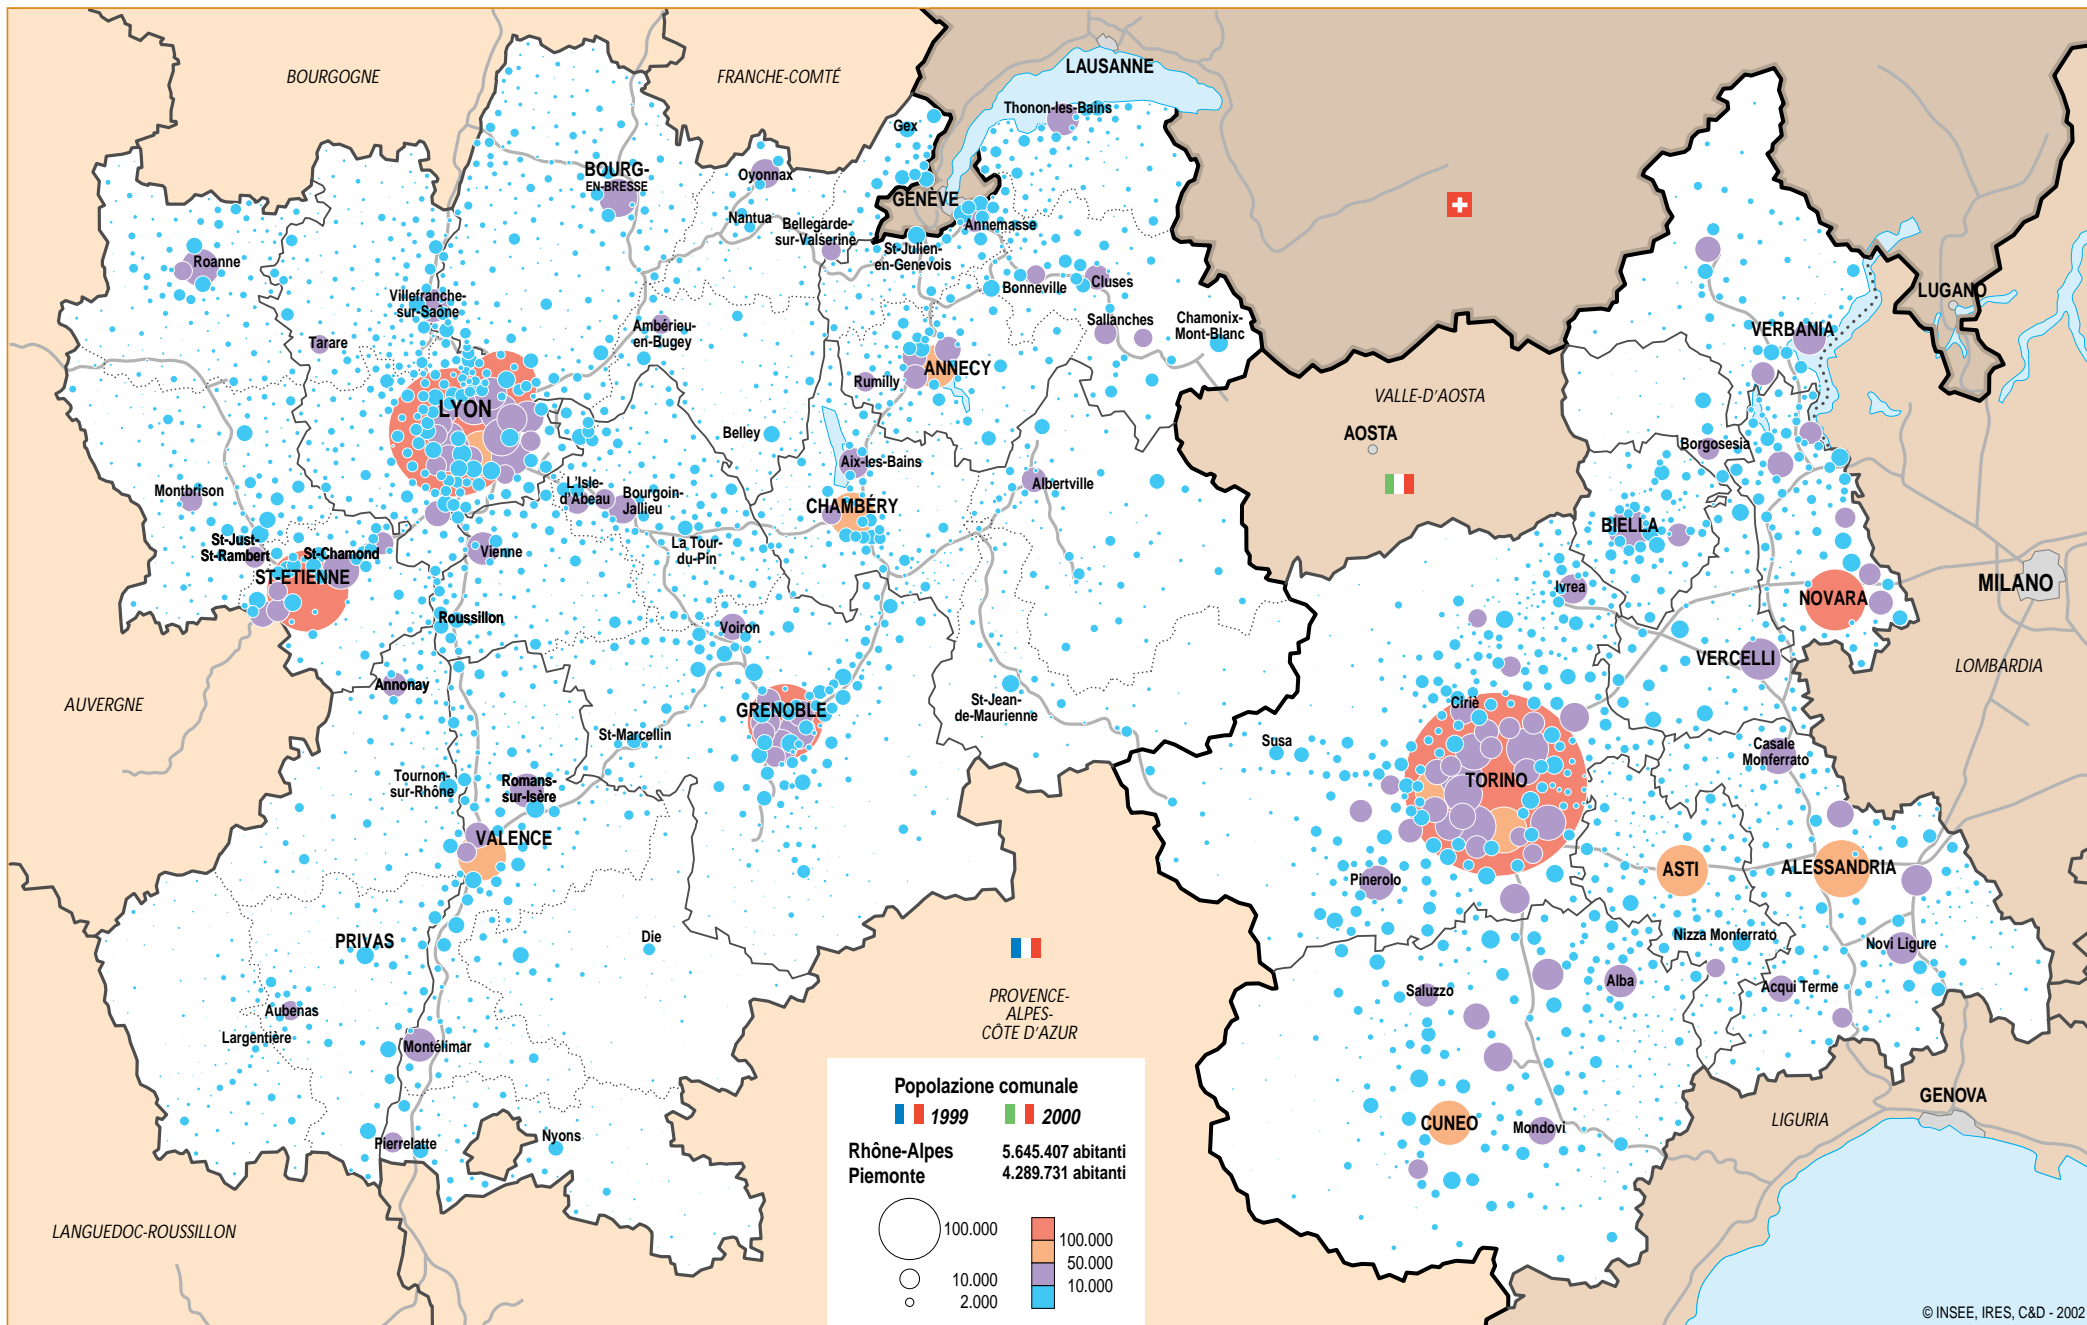 BOURGOGNE
FRANCHE-COMTÉ
LAUSANNE
Thonon-les-Bains
Gex
BOURG-
EN-BRESSE
Oyonnax
GENÈVE
Nantua
Bellegarde-
sur-Valserine
Annemasse
St-Julien-
en-Genevois
Roanne
Bonneville
Cluses
LUGANO
Villefranche-
sur-Saône
Sallanches
Chamonix-
Mont-Blanc
VERBANIA
Ambérieu-
en-Bugey
Tarare
ANNECY
Rumilly
VALLE-D'AOSTA
LYON
AOSTA
Belley
Borgosesia
Aix-les-Bains
Albertville
Montbrison
L'Isle-
d'Abeau
Bourgoin-
Jallieu
CHAMBÉRY
BIELLA
St-Just-
St-Rambert
St-Chamond
Vienne
La Tour-
du-Pin
ST-ETIENNE
Ivrea
MILANO
NOVARA
Roussillon
Voiron
VERCELLI
LOMBARDIA
Annonay
AUVERGNE
GRENOBLE
St-Jean-
de-Maurienne
Ciriè
St-Marcellin
Susa
Casale
Monferrato
Tournon-
sur-Rhône
Romans-
sur-Isère
TORINO
VALENCE
ASTI
ALESSANDRIA
Pinerolo
PRIVAS
Die
Nizza Monferrato
Novi Ligure
Saluzzo
Alba
Acqui Terme
PROVENCE-
ALPES-
CÔTE D'AZUR
Aubenas
Largentière
Montélimar
GENOVA
LIGURIA
CUNEO
Mondovi
Pierrelatte
Nyons
LANGUEDOC-ROUSSILLON
Popolazione comunale
1999 2000
Rhône-Alpes 5.645.407 abitanti
Piemonte 4.289.731 abitanti
100.000
10.000
2.000
100.000
50.000
10.000
© INSEE, IRES, C&D - 2002